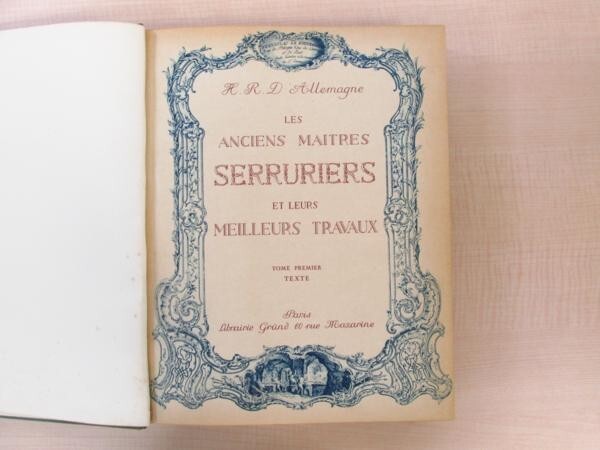 H. R. D'Allemagne
LES
ANCIENS MAITRES
SERRURIERS
ET LEURS
MEILLEURS TRAVAUX
TOME PREMIER
TEXTE
Paris
Librairie Gründ 60 rue Mazarine